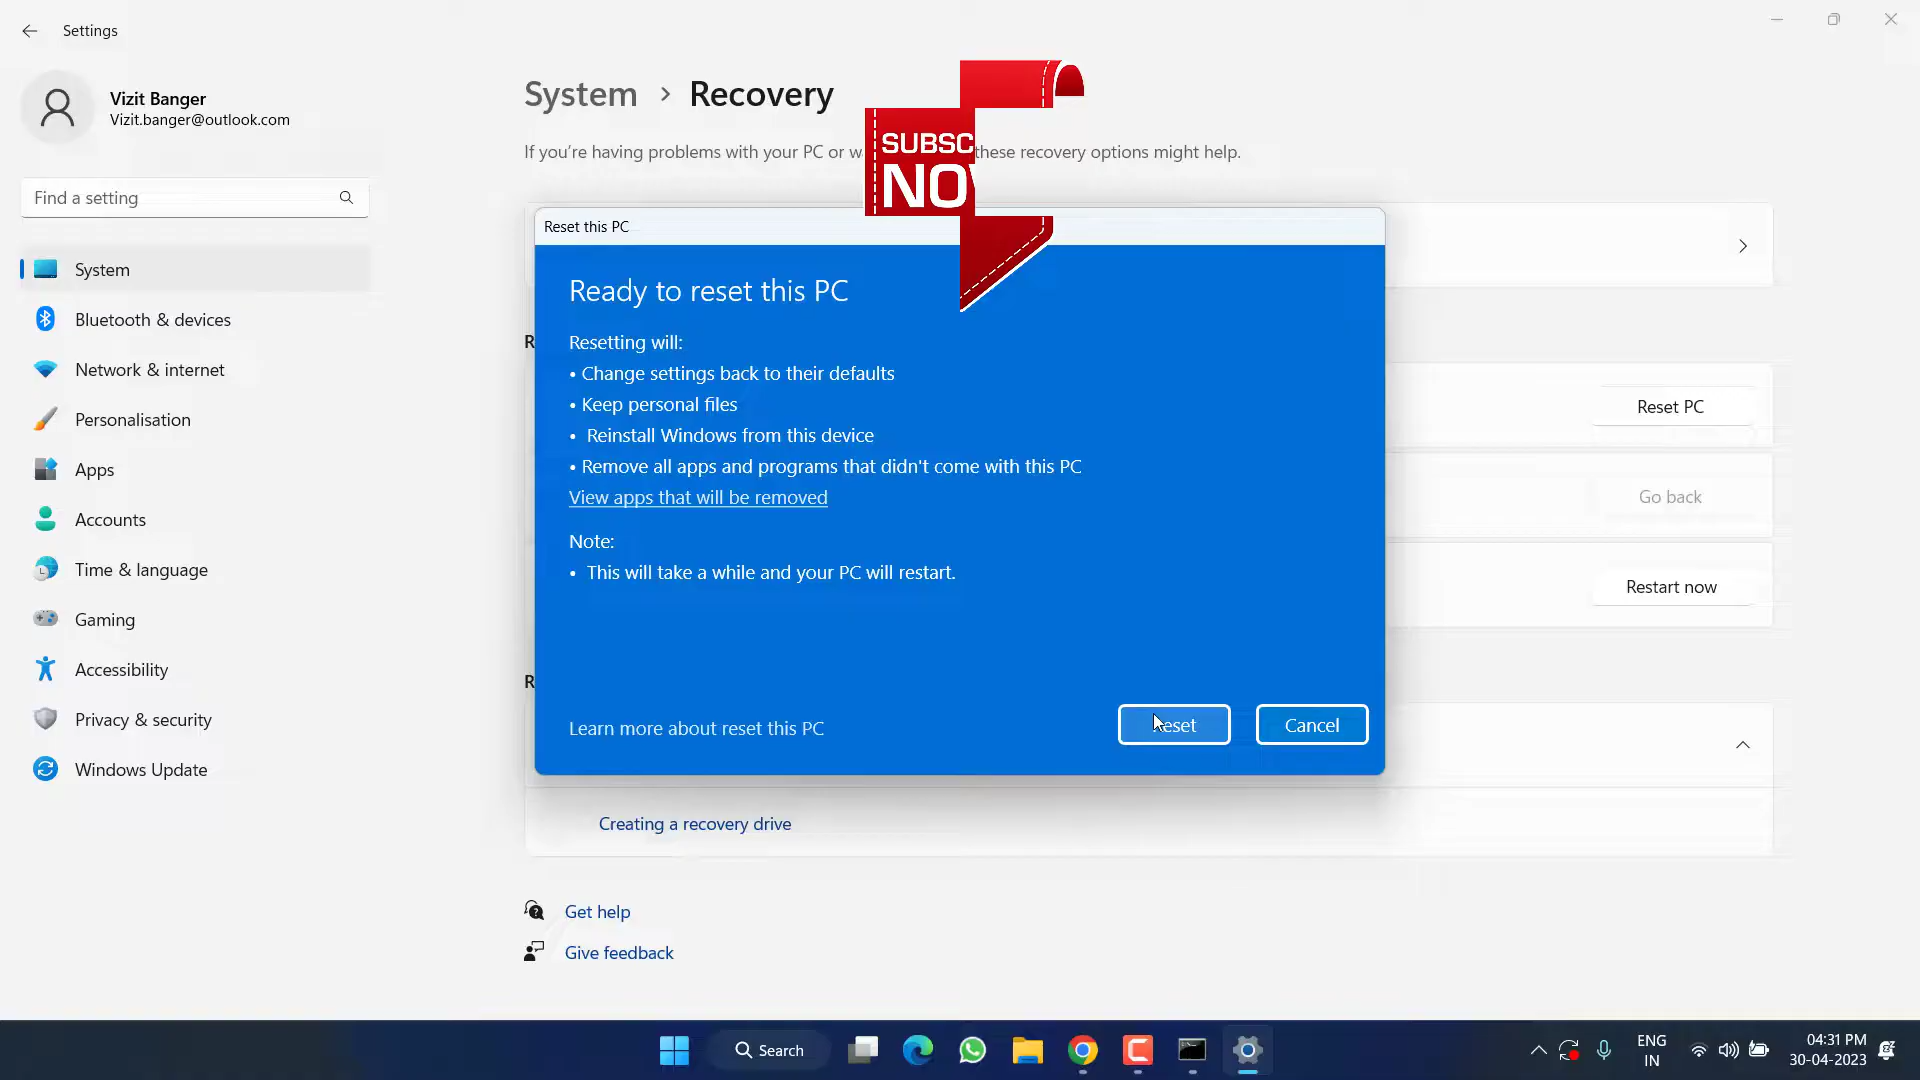 Settings
Vizit Banger
Vizit.banger@outlook.com
Find a setting
System
Bluetooth & devices
Network & internet
Personalisation
Apps
Accounts
Time & language
Gaming
Accessibility
Privacy & security
Windows Update
System > Recovery
If you're having problems with your PC or w these recovery options might help.
SUBSC
NO
Reset this PC
Ready to reset this PC
Resetting will:
• Change settings back to their defaults
• Keep personal files
• Reinstall Windows from this device
• Remove all apps and programs that didn't come with this PC
View apps that will be removed
Note:
• This will take a while and your PC will restart.
Learn more about reset this PC
eset
Cancel
R
Reset PC
Go back
Restart now
R
Creating a recovery drive
Get help
Give feedback
Search
ENG
IN
04:31 PM
30-04-2023